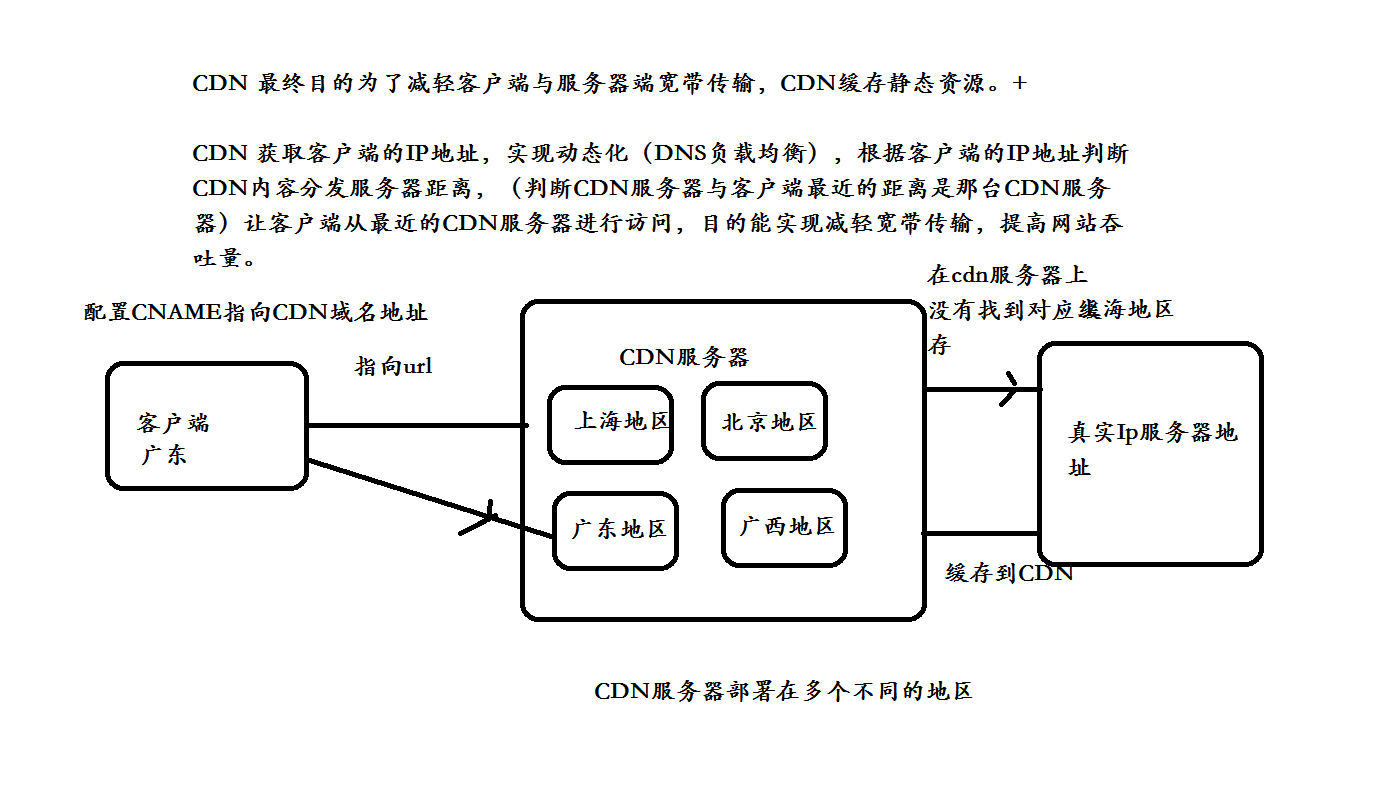 CDN 最终目的为了减轻客户端与服务器端宽带传输，CDN缓存静态资源。+
CDN 获取客户端的IP地址，实现动态化（DNS负载均衡），根据客户端的IP地址判断
CDN内容分发服务器距离，（判断CDN服务器与客户端最近的距离是那台CDN服务
器）让客户端从最近的CDN服务器进行访问，目的能实现减轻宽带传输，提高网站吞
吐量。
配置CNAME指向CDN域名地址
指向url
客户端
广东
CDN服务器
上海地区
北京地区
广东地区
广西地区
在cdn服务器上
没有找到对应
海地区
存
真实Ip服务器地
址
缓存到CDN
CDN服务器部署在多个不同的地区